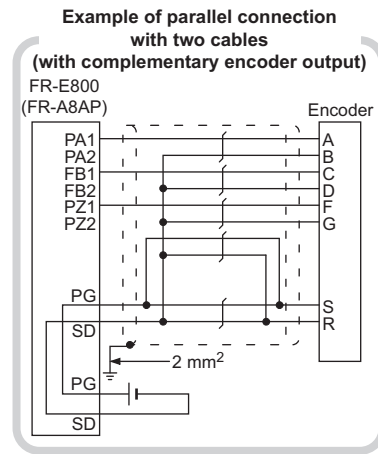 Example of parallel connection
with two cables
(with complementary encoder output)
FR-E800
(FR-A8AP)
Encoder
PA1
PA2
FB1
FB2
PZ1
PZ2
PG
SD
PG
SD
A
B
C
D
F
G
S
R
2 mm²